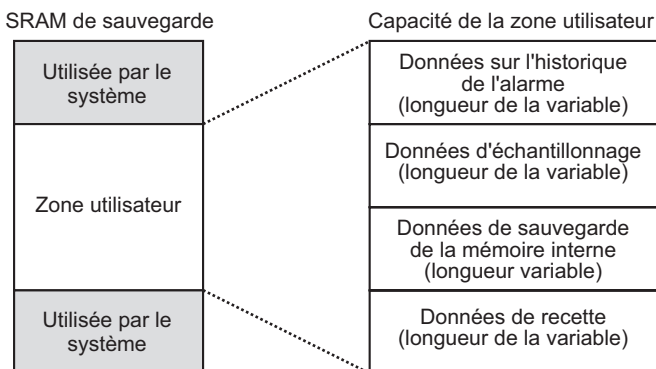 SRAM de sauvegarde
Utilisée par le
système
Zone utilisateur
Utilisée par le
système
Capacité de la zone utilisateur
Données sur l'historique
de l'alarme
(longueur de la variable)
Données d'échantillonnage
(longueur de la variable)
Données de sauvegarde
de la mémoire interne
(longueur variable)
Données de recette
(longueur de la variable)